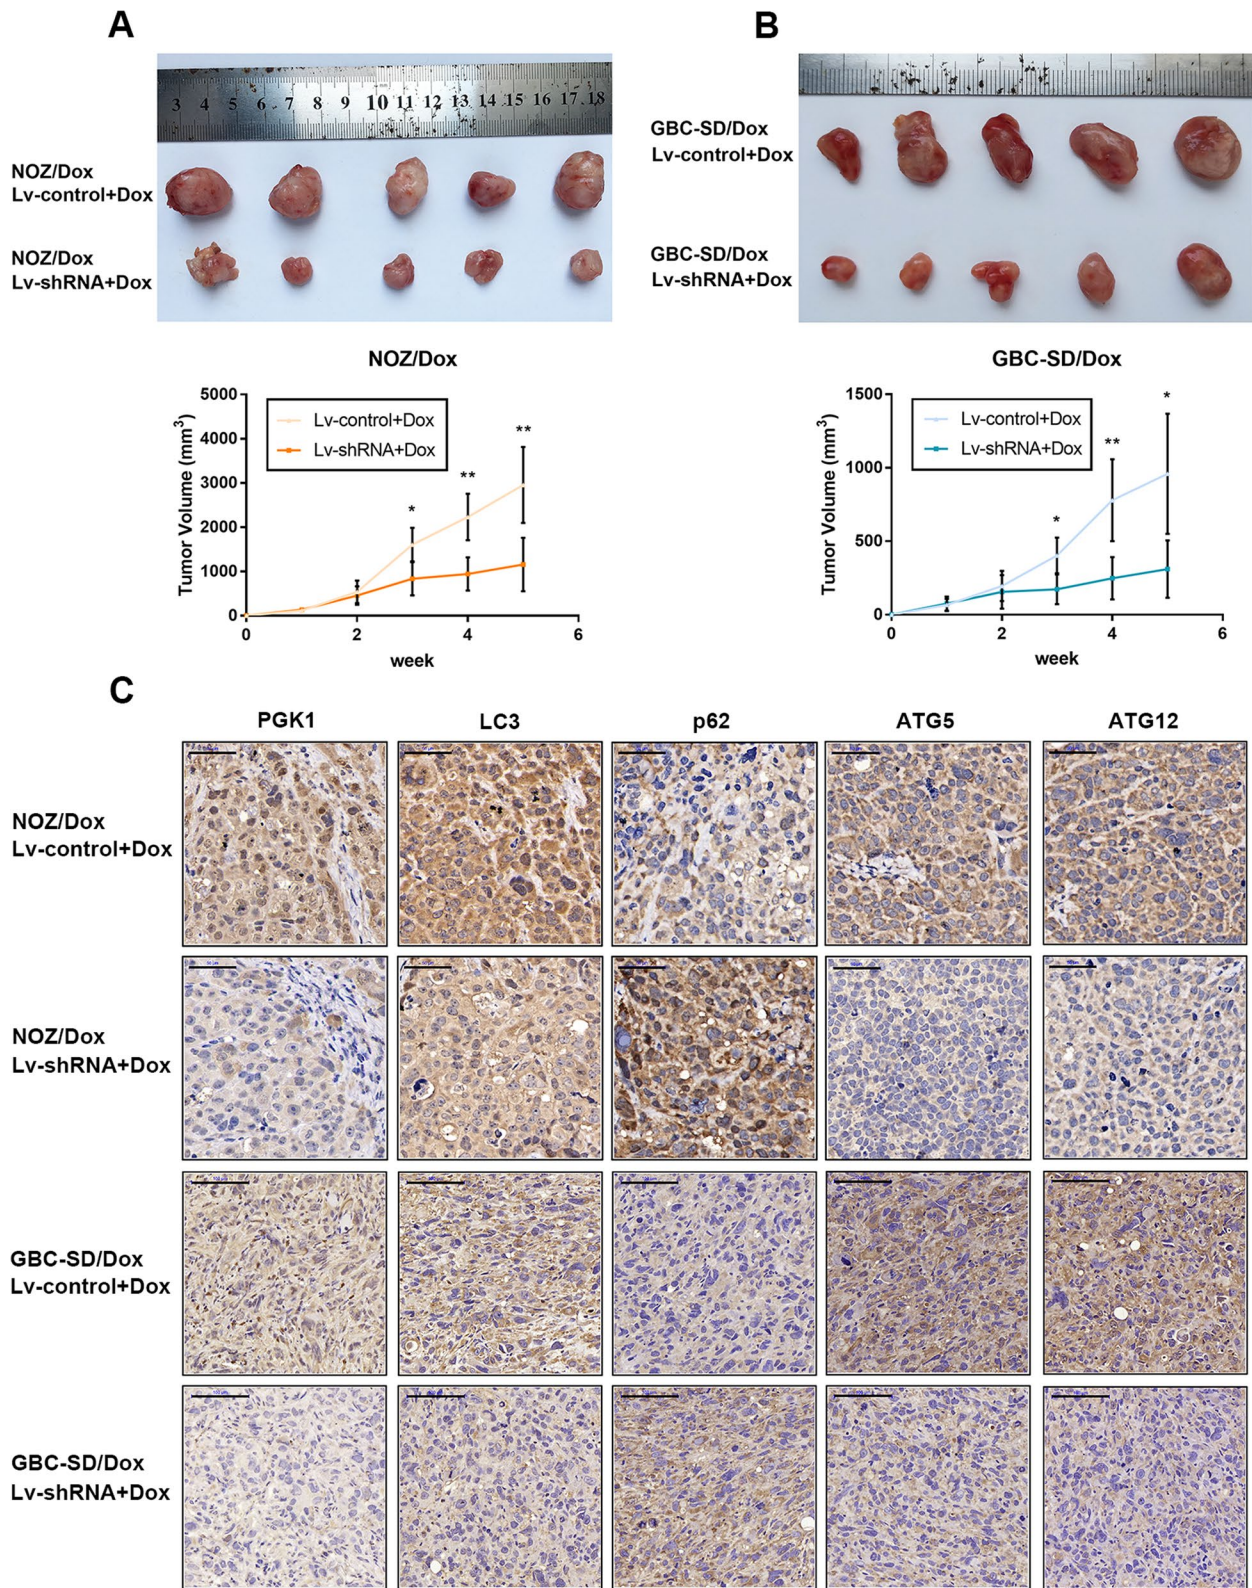 A
B
3 4 5 6 7 8 9 10 11 12 13 14 15 16 17 18
NOZ/Dox
Lv-control+Dox
NOZ/Dox
Lv-shRNA+Dox
GBC-SD/Dox
Lv-control+Dox
GBC-SD/Dox
Lv-shRNA+Dox
NOZ/Dox
Tumor Volume (mm³)
5000
4000
3000
2000
1000
0
Lv-control+Dox
Lv-shRNA+Dox
*
**
**
0 2 4 6
week
GBC-SD/Dox
Tumor Volume (mm³)
1500
1000
500
0
Lv-control+Dox
Lv-shRNA+Dox
*
**
*
0 2 4 6
week
C
PGK1 LC3 p62 ATG5 ATG12
NOZ/Dox
Lv-control+Dox
NOZ/Dox
Lv-shRNA+Dox
GBC-SD/Dox
Lv-control+Dox
GBC-SD/Dox
Lv-shRNA+Dox